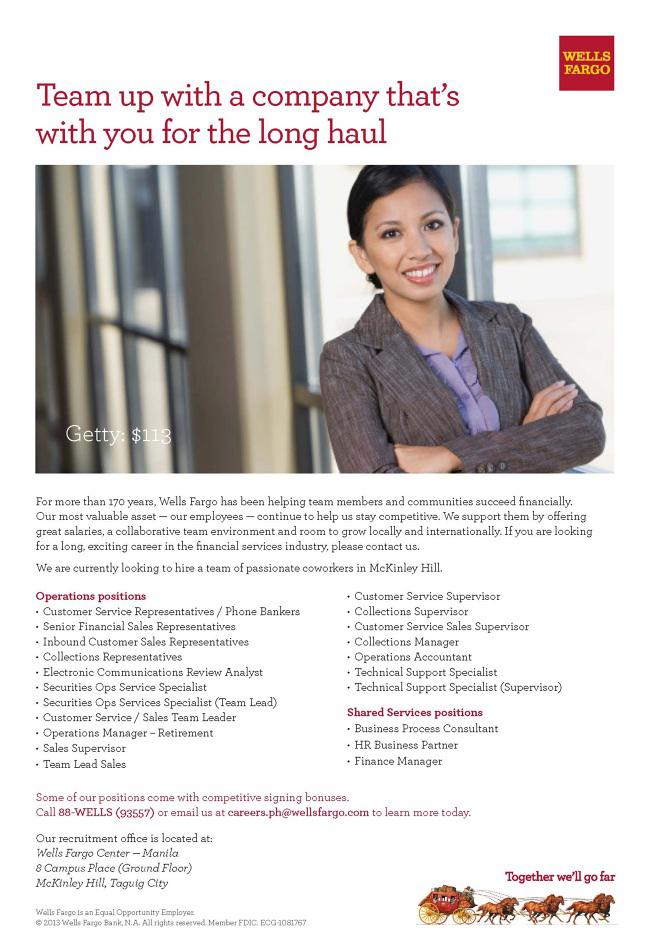 WELLS
FARGO
Team up with a company that's
with you for the long haul
Getty: $113
For more than 170 years, Wells Fargo has been helping team members and communities succeed financially.
Our most valuable asset — our employees — continue to help us stay competitive. We support them by offering
great salaries, a collaborative team environment and room to grow locally and internationally. If you are looking
for a long, exciting career in the financial services industry, please contact us.
We are currently looking to hire a team of passionate coworkers in McKinley Hill.
Operations positions
• Customer Service Representatives / Phone Bankers
• Senior Financial Sales Representatives
• Inbound Customer Sales Representatives
• Collections Representatives
• Electronic Communications Review Analyst
• Securities Ops Service Specialist
• Securities Ops Services Specialist (Team Lead)
• Customer Service / Sales Team Leader
• Operations Manager – Retirement
• Sales Supervisor
• Team Lead Sales
• Customer Service Supervisor
• Collections Supervisor
• Customer Service Sales Supervisor
• Collections Manager
• Operations Accountant
• Technical Support Specialist
• Technical Support Specialist (Supervisor)
Shared Services positions
• Business Process Consultant
• HR Business Partner
• Finance Manager
Some of our positions come with competitive signing bonuses.
Call 88-WELLS (93557) or email us at careers.ph@wellsfargo.com to learn more today.
Our recruitment office is located at:
Wells Fargo Center — Manila
8 Campus Place (Ground Floor)
McKinley Hill, Taguig City
Together we'll go far
Wells Fargo is an Equal Opportunity Employer.
© 2013 Wells Fargo Bank, N.A. All rights reserved. Member FDIC. ECG-1081767